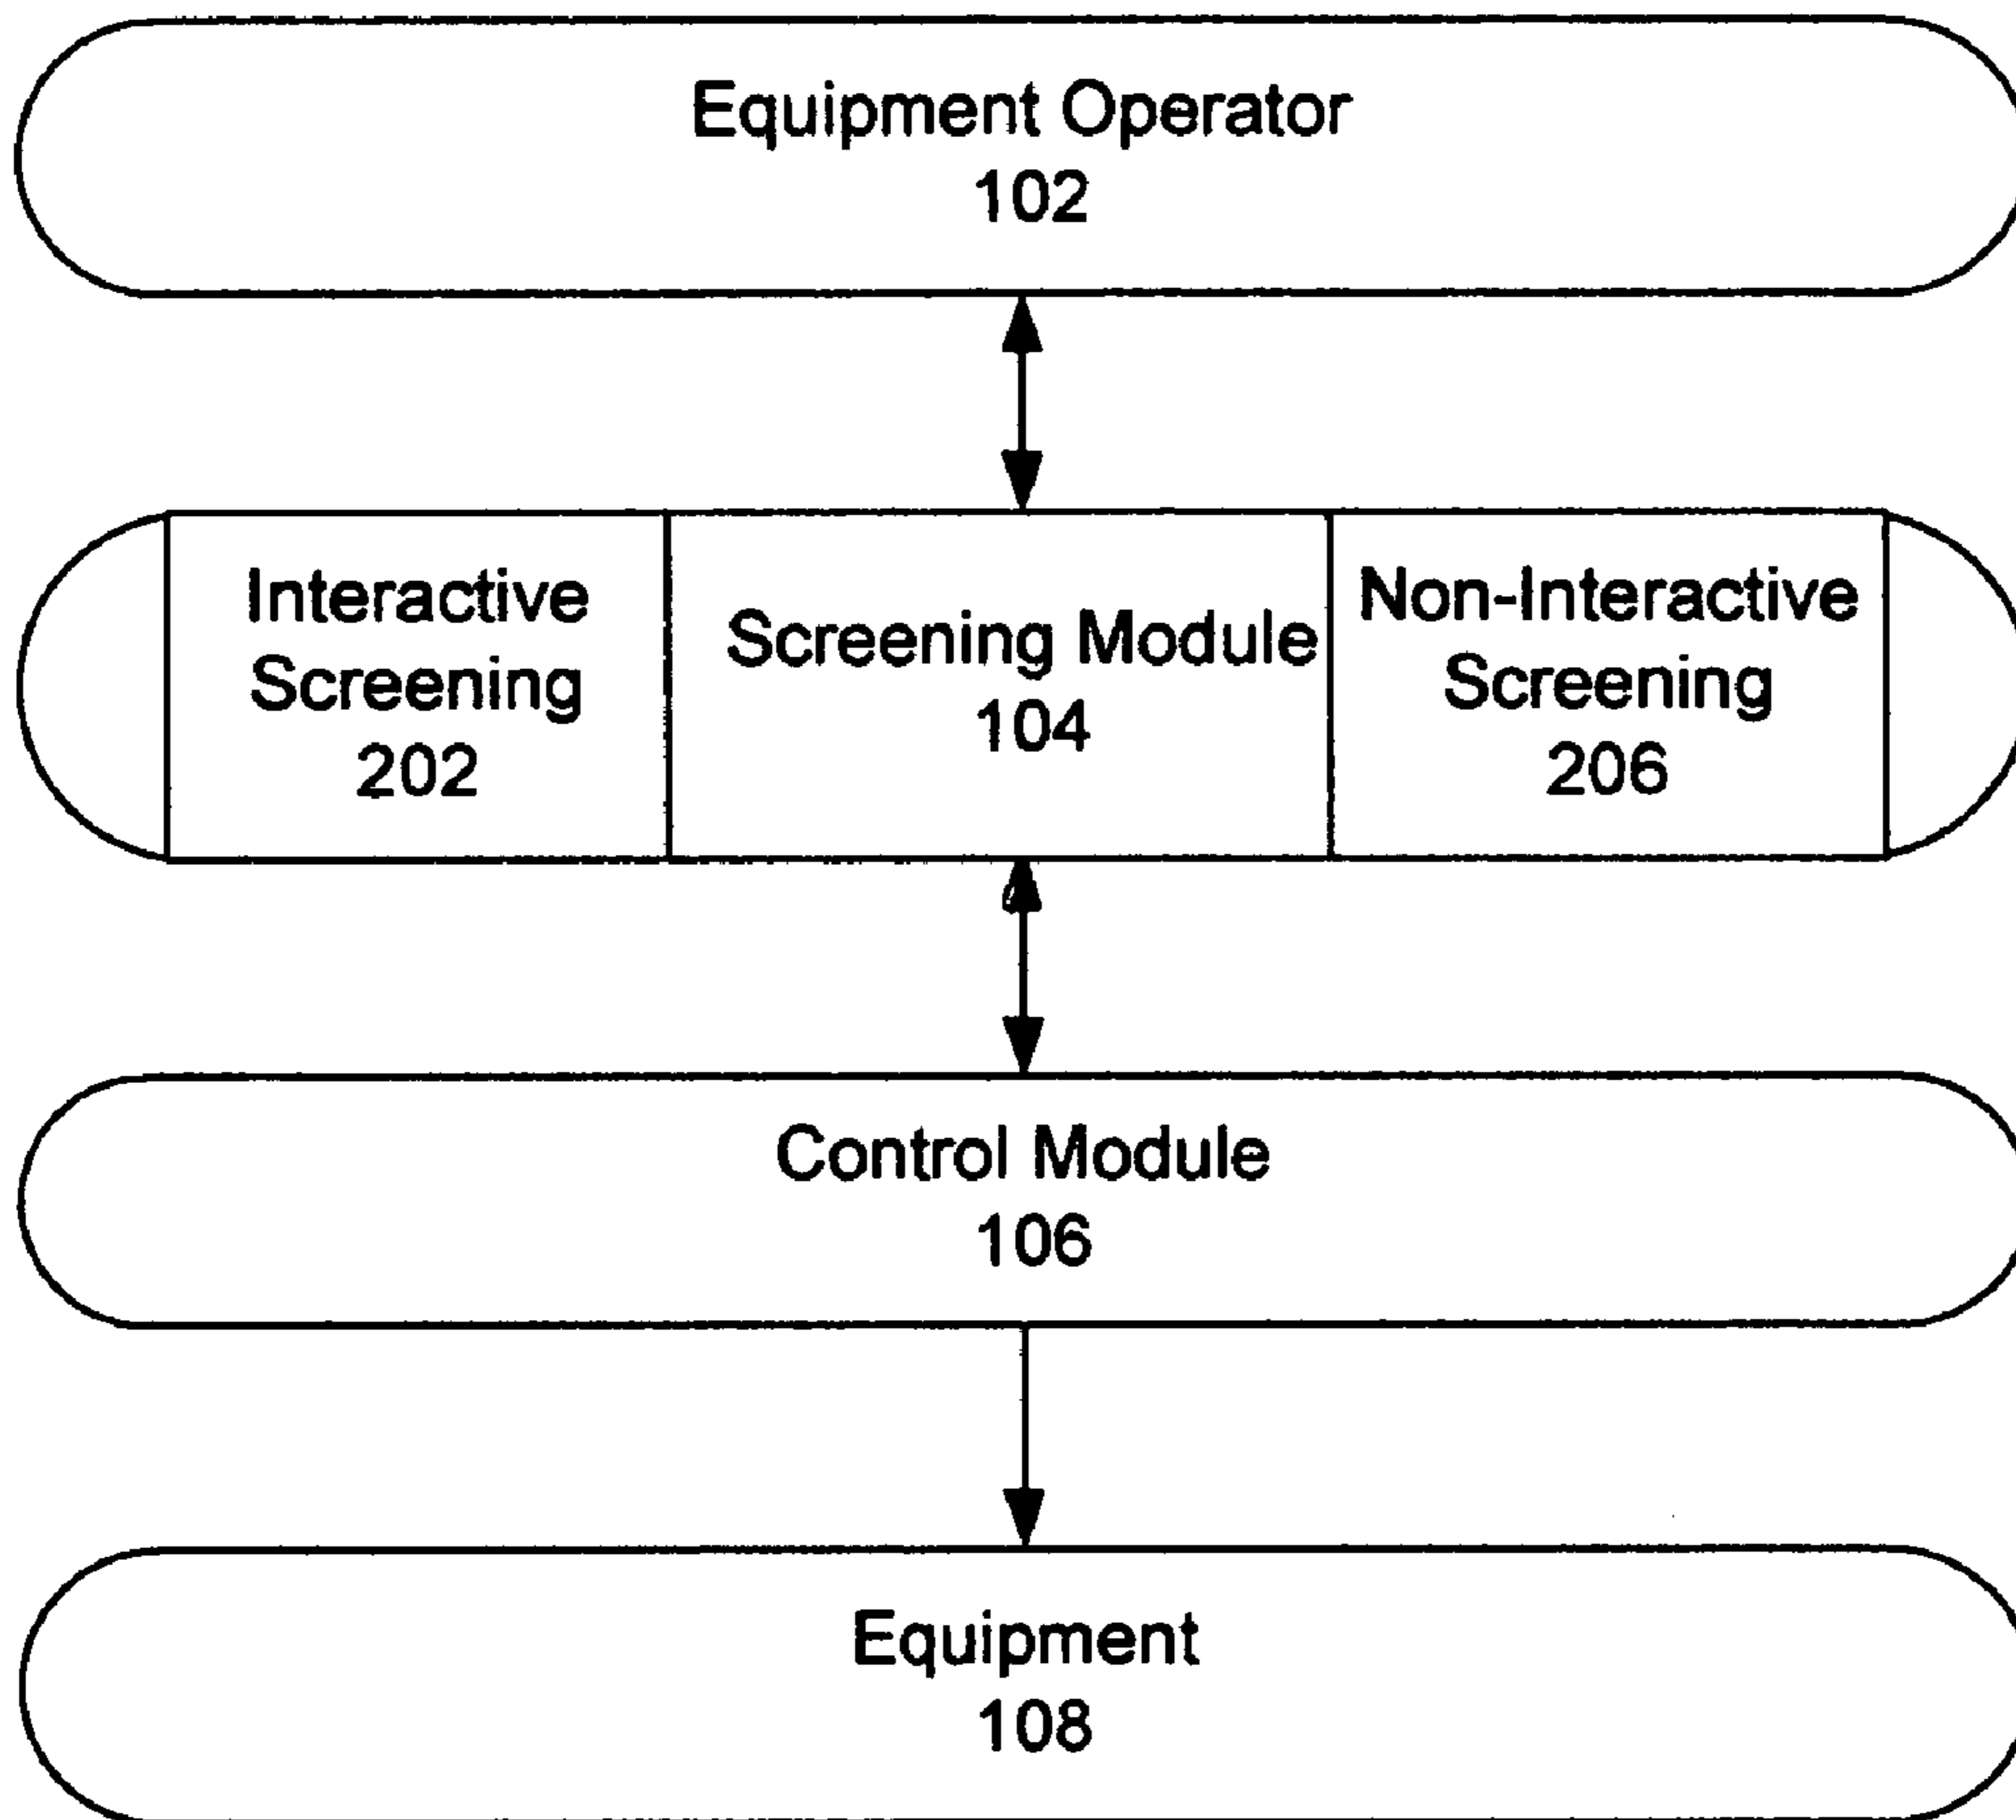 Equipment Operator
102
Interactive
Screening
202
Screening Module
104
Non-Interactive
Screening
206
Control Module
106
Equipment
108